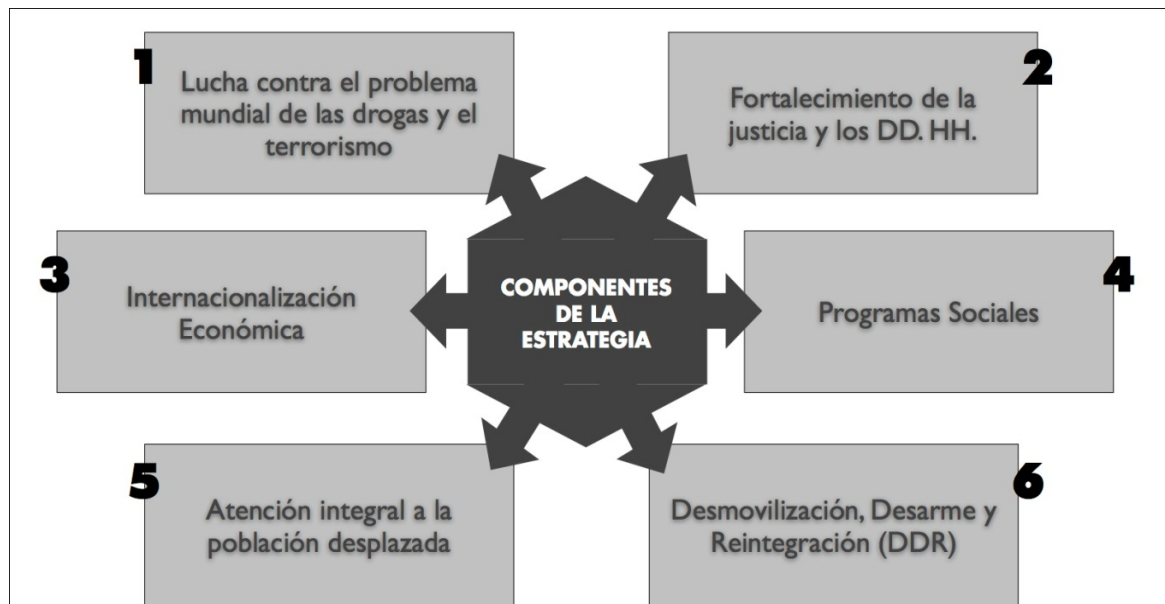 1
Lucha contra el problema
mundial de las drogas y el
terrorismo
2
Fortalecimiento de la
justicia y los DD. HH.
3
Internacionalización
Económica
COMPONENTES
DE LA
ESTRATEGIA
4
Programas Sociales
5
Atención integral a la
población desplazada
6
Desmovilización, Desarme y
Reintegración (DDR)